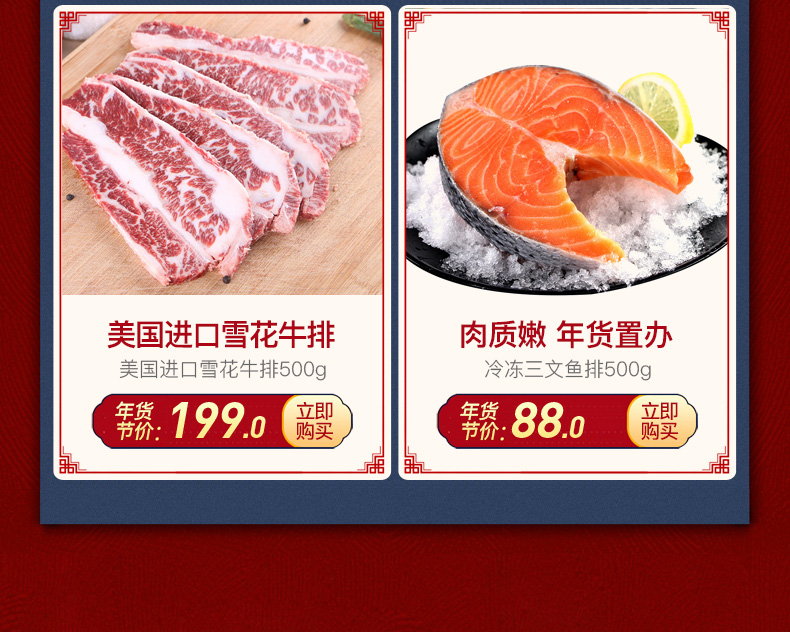 美国进口雪花牛排
美国进口雪花牛排500g
年货
节价：
199.0
立即
购买
肉质嫩 年货置办
冷冻三文鱼排500g
年货
节价：
88.0
立即
购买